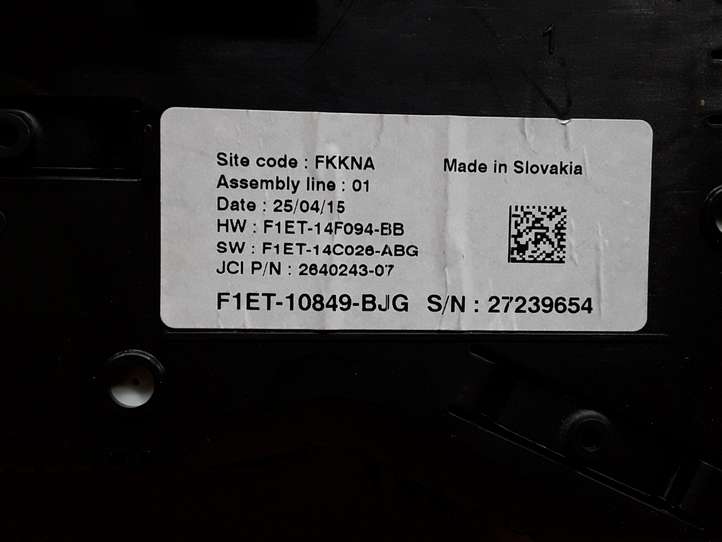 1
Site code : FKKNA
Made in Slovakia
Assembly line : 01
Date : 25/04/15
HW : F1ET-14F094-BB
SW : F1ET-14C026-ABG
JCI P/N : 2640243-07
F1ET-10849-BJG S/N : 27239654